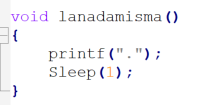 void lanadamisma()
{
printf(".");
Sleep(1);
}